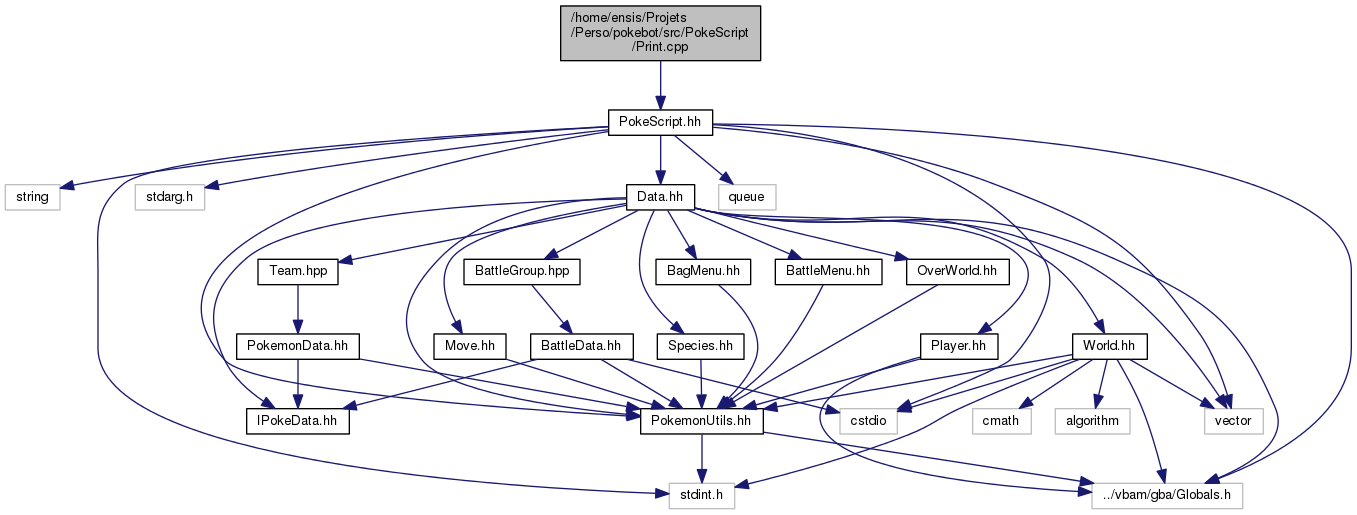 /home/ensis/Projets
/Perso/pokebot/src/PokeScript
/Print.cpp
PokeScript.hh
string
stdarg.h
Data.hh
queue
Team.hpp
BattleGroup.hpp
BagMenu.hh
BattleMenu.hh
OverWorld.hh
PokemonData.hh
Move.hh
BattleData.hh
Species.hh
Player.hh
World.hh
IPokeData.hh
PokemonUtils.hh
cstdio
cmath
algorithm
vector
stdint.h
../vbam/gba/Globals.h